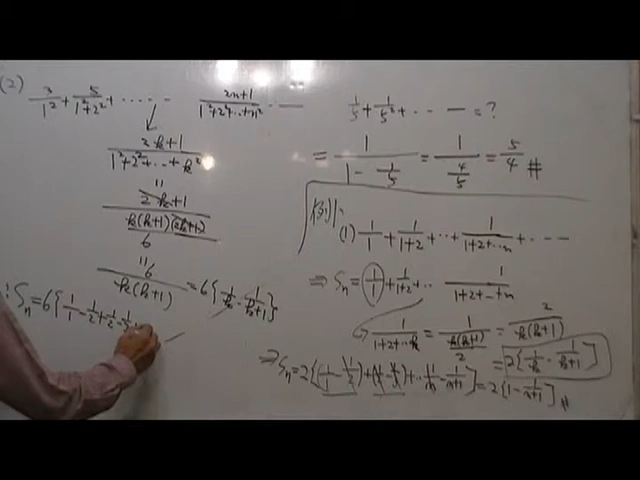 (2) 3/1² + 5/(1²+2²) + ...... (2n+1)/(1²+2²+...+n²) ......
(2k+1)/(1²+2²+...+k²)
"
(2k+1)/(k(k+1)(2k+1)/6)
"
6/(k(k+1)) = 6{1/k - 1/(k+1)}
Sn = 6{1/1 - 1/2 + 1/2 - 1/3
1/5 + 1/5² + ... = ?
= 1/(1 - 1/5) = 1/(4/5) = 5/4 #
例1.
(1) 1/1 + 1/(1+2) + ... + 1/(1+2+...n) + ...
⇒ Sn = 1/1 + 1/(1+2) ... 1/(1+2+...n)
1/(1+2+...k) = 1/(k(k+1)/2) = 2/(k(k+1))
= 2{1/k - 1/(k+1)}
⇒ Sn = 2{(1/1 - 1/2) + (1/2 - 1/3) + ... 1/n - 1/(n+1)} = 2{1 - 1/(n+1)} #